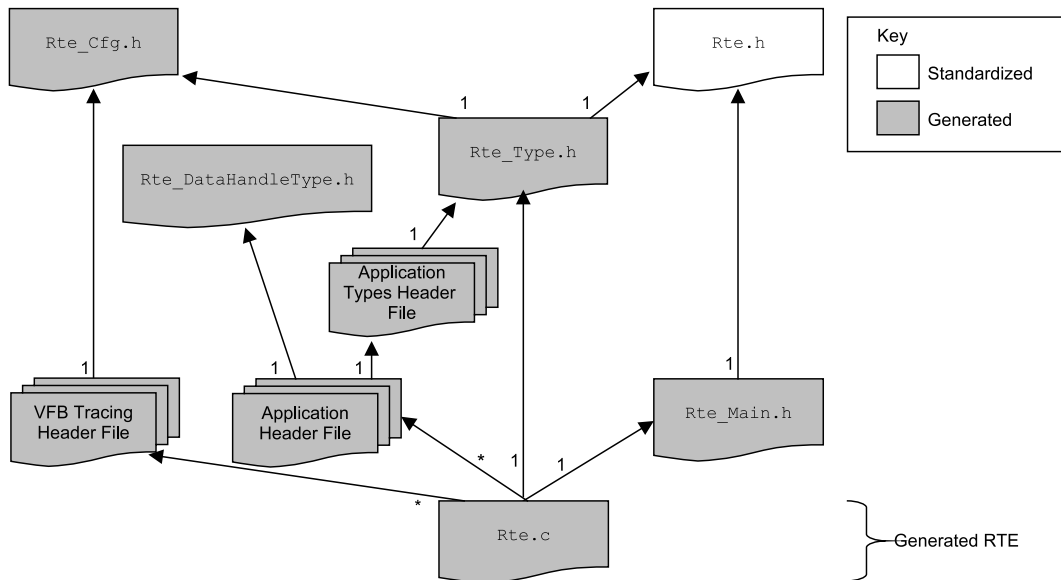 Rte_Cfg.h
Rte.h
Key
Standardized
Generated
1
1
Rte_Type.h
Rte_DataHandleType.h
1
Application
Types Header
File
1
1
1
1
VFB Tracing
Header File
Application
Header File
Rte_Main.h
*
1
1
*
Rte.c
Generated RTE